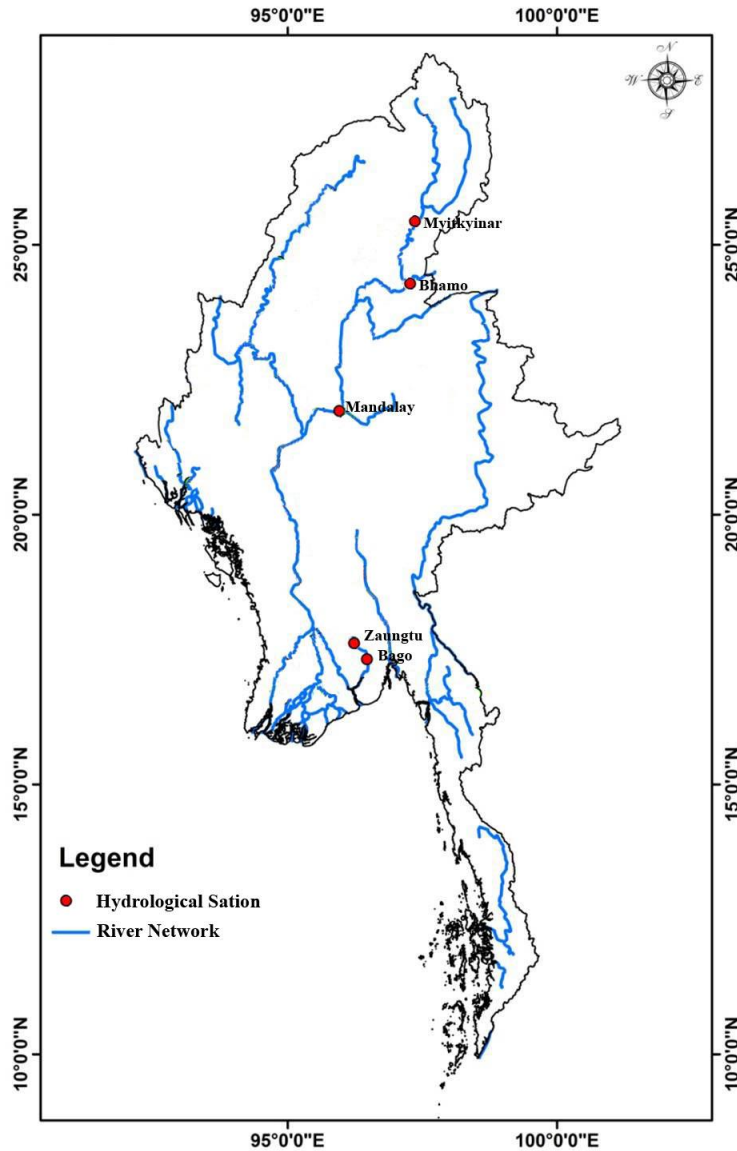 95°0'0"E
100°0'0"E
N
W
E
S
Myitkyinar
25°0'0"N
25°0'0"N
Bhamo
Mandalay
20°0'0"N
20°0'0"N
Zaungtu
Bago
15°0'0"N
15°0'0"N
Legend
Hydrological Sation
River Network
10°0'0"N
10°0'0"N
95°0'0"E
100°0'0"E